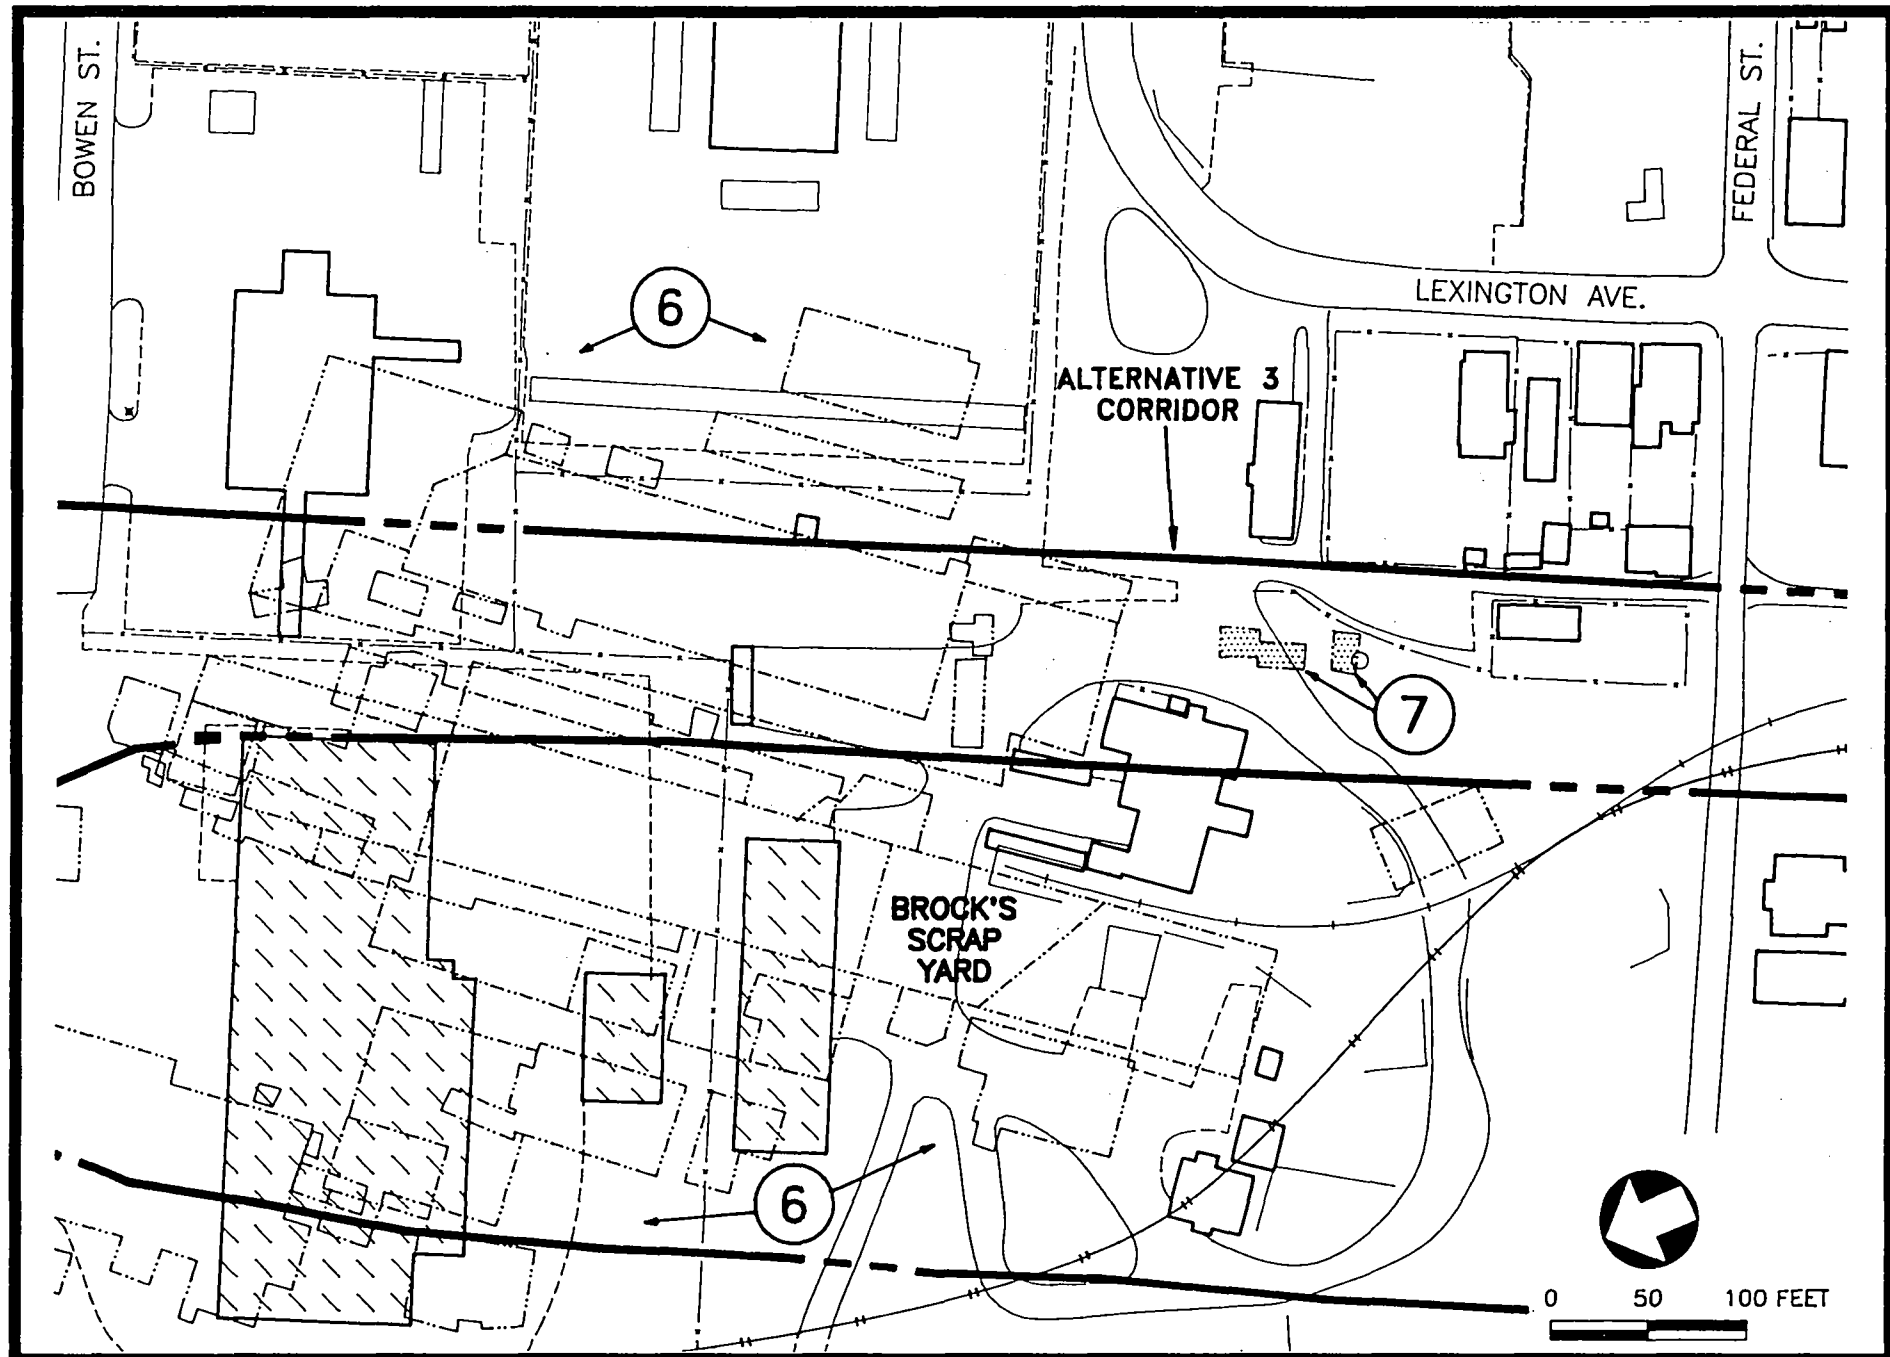 BOWEN ST.
FEDERAL ST.
LEXINGTON AVE.
6
ALTERNATIVE 3
CORRIDOR
7
BROCK'S
SCRAP
YARD
6
0 50 100 FEET